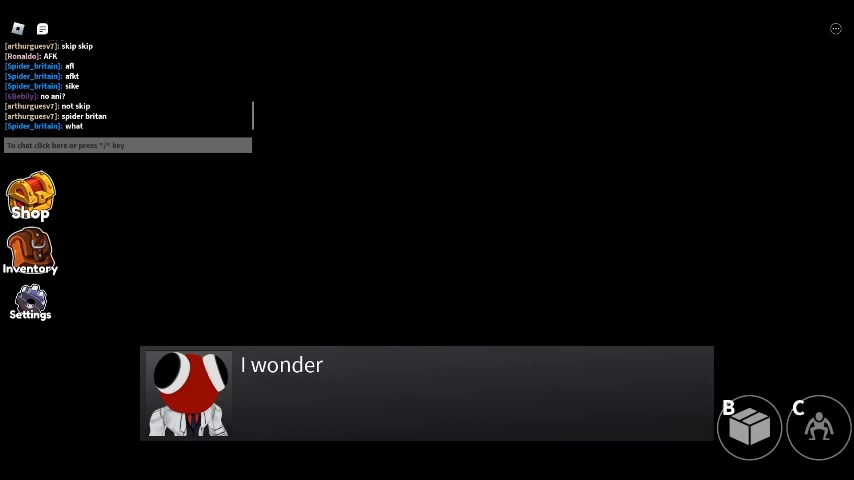 [arthurguesv7]: skip skip
[Ronaldo]: AFK
[Spider_britain]: afl
[Spider_britain]: afkt
[Spider_britain]: sike
[6Bebily]: no ani?
[arthurguesv7]: not skip
[arthurguesv7]: spider britan
[Spider_britain]: what
To chat click here or press "/" key
Shop
Inventory
Settings
I wonder
B
C